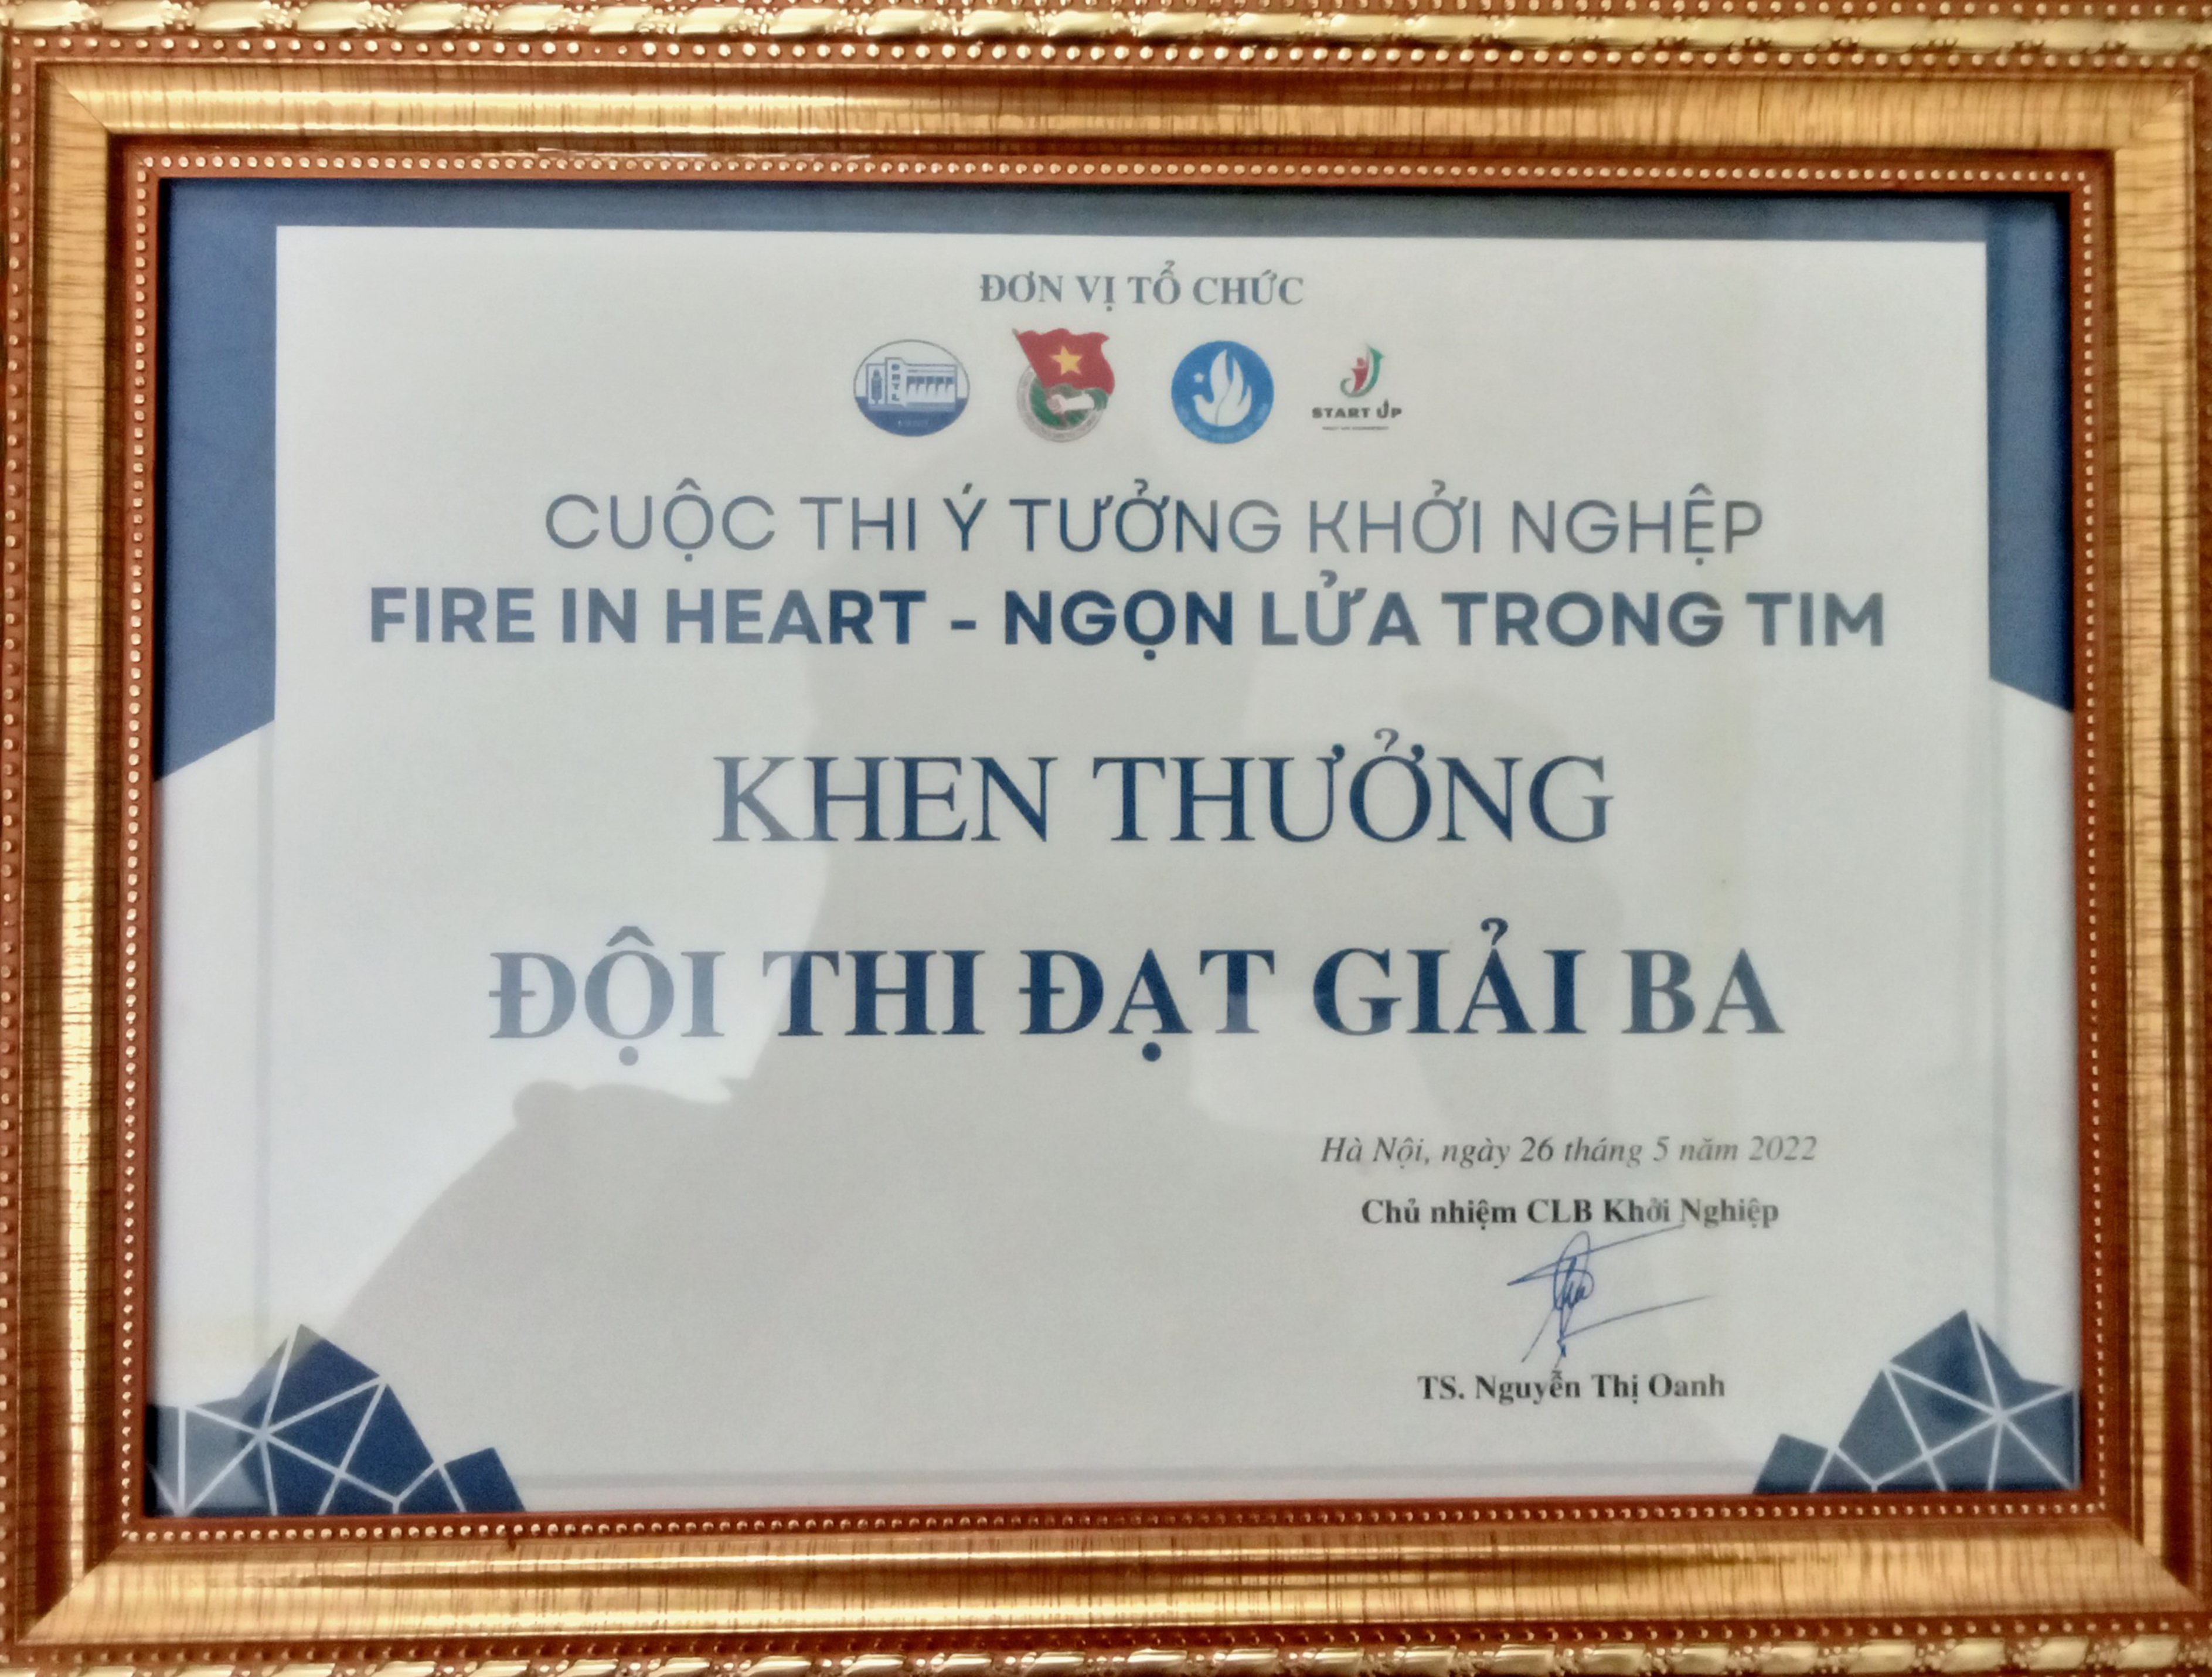 ĐƠN VỊ TỔ CHỨC
START UP
CUỘC THI Ý TƯỞNG KHỞI NGHỆP
FIRE IN HEART - NGỌN LỬA TRONG TIM
KHEN THƯỞNG
ĐỘI THI ĐẠT GIẢI BA
Hà Nội, ngày 26 tháng 5 năm 2022
Chủ nhiệm CLB Khởi Nghiệp
TS. Nguyễn Thị Oanh